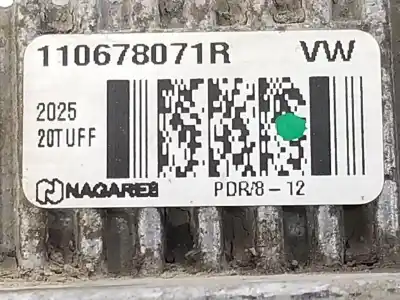 110678071R VW
2025
20TUFF
NAGARES PDR/8-12